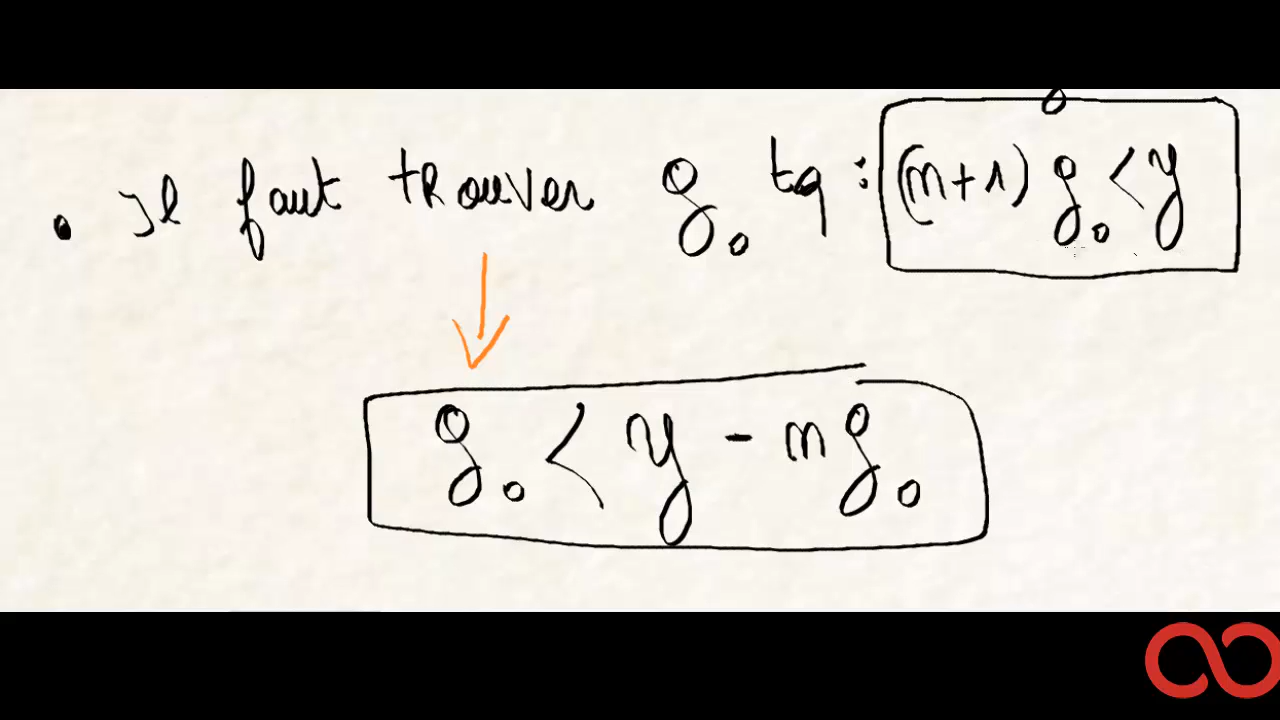 • Il faut trouver g₀ tq : (n+1) g₀ < y
g₀ < y - n g₀